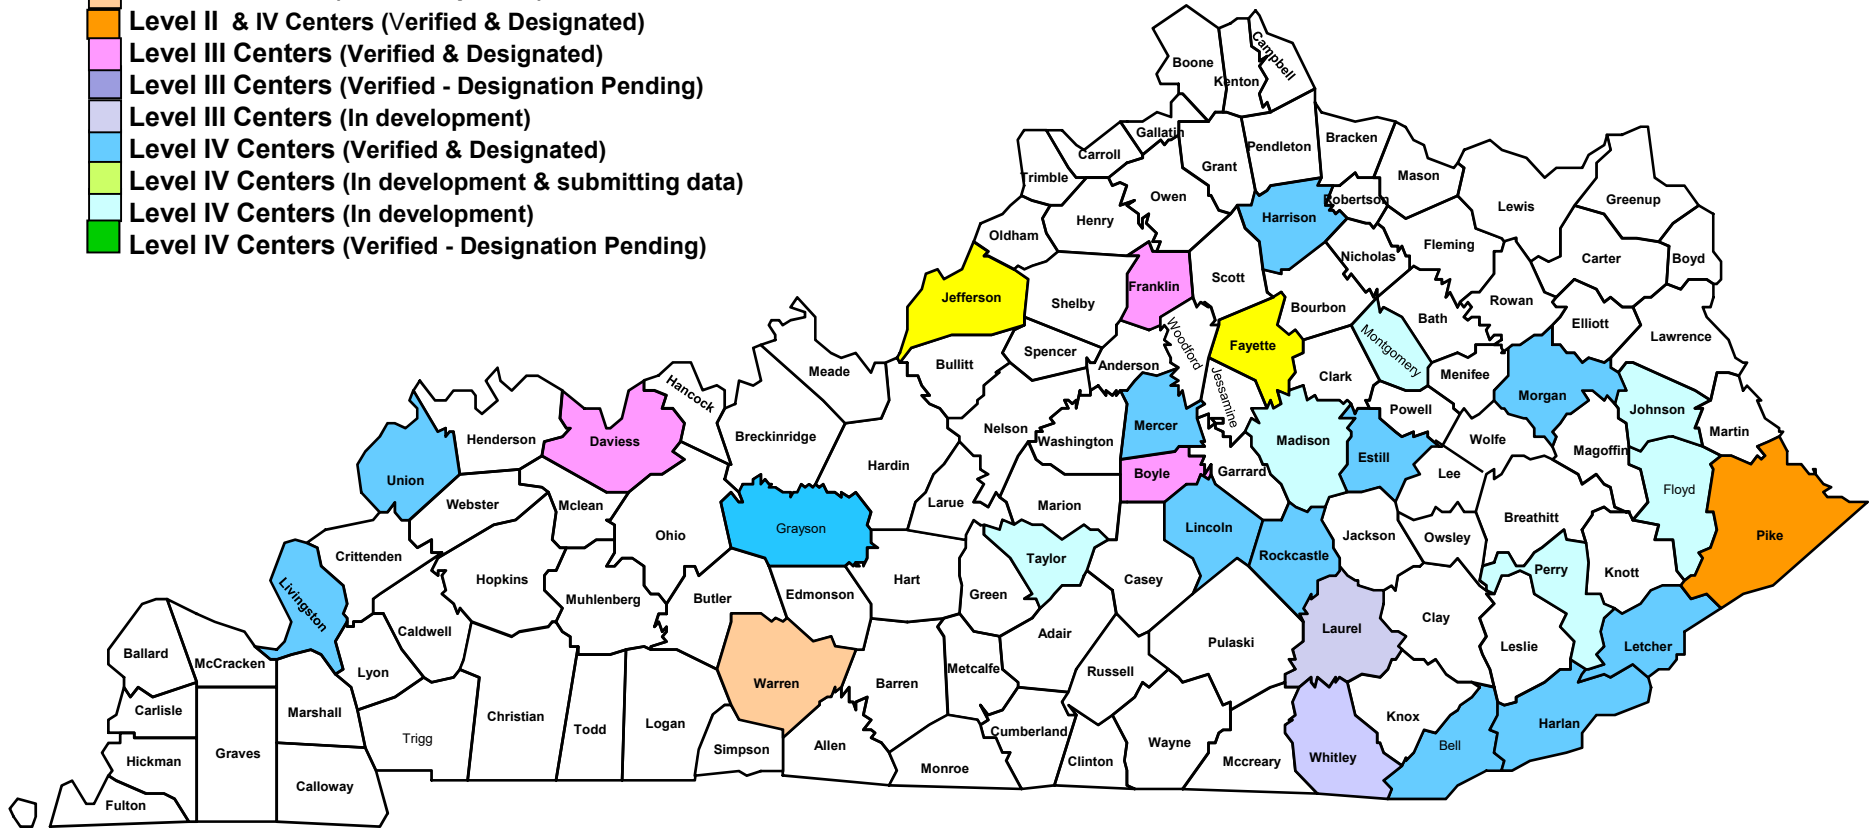 Level II & IV Centers (Verified & Designated)
Level III Centers (Verified & Designated)
Level III Centers (Verified - Designation Pending)
Level III Centers (In development)
Level IV Centers (Verified & Designated)
Level IV Centers (In development & submitting data)
Level IV Centers (In development)
Level IV Centers (Verified - Designation Pending)
Boone
Kenton
Campbell
Gallatin
Carroll
Grant
Pendleton
Bracken
Mason
Trimble
Owen
Robertson
Lewis
Greenup
Henry
Harrison
Oldham
Fleming
Nicholas
Carter
Boyd
Scott
Franklin
Jefferson
Shelby
Bourbon
Rowan
Bath
Elliott
Lawrence
Woodford
Fayette
Montgomery
Spencer
Anderson
Bullitt
Meade
Clark
Menifee
Jessamine
Hancock
Morgan
Powell
Johnson
Martin
Henderson
Daviess
Breckinridge
Nelson
Washington
Mercer
Madison
Wolfe
Magoffin
Estill
Hardin
Union
Boyle
Garrard
Lee
Floyd
Webster
Mclean
Larue
Marion
Breathitt
Ohio
Grayson
Lincoln
Jackson
Owsley
Pike
Crittenden
Taylor
Rockcastle
Hopkins
Hart
Casey
Perry
Knott
Livingston
Muhlenberg
Butler
Edmonson
Green
Caldwell
Adair
Pulaski
Laurel
Clay
Leslie
Letcher
Ballard
McCracken
Lyon
Warren
Barren
Metcalfe
Russell
Carlisle
Marshall
Christian
Todd
Logan
Knox
Harlan
Trigg
Simpson
Allen
Cumberland
Wayne
Bell
Graves
Hickman
Monroe
Clinton
Mccreary
Whitley
Calloway
Fulton